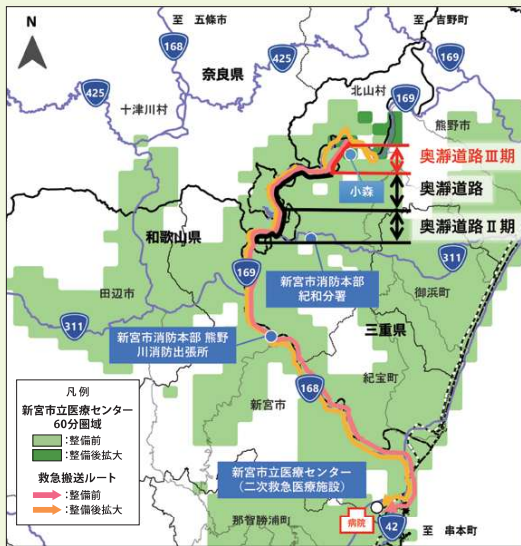 N
至 五條市
至 吉野町
168
169
425
425
奈良県
十津川村
北山村
169
熊野市
奥瀞道路Ⅲ期
小森
奥瀞道路
奥瀞道路Ⅱ期
和歌山県
169
311
新宮市消防本部
紀和分署
御浜町
田辺市
311
新宮市消防本部 熊野
川消防出張所
三重県
紀宝町
168
新宮市
凡例
新宮市立医療センター
60分圏域
:整備前
:整備後拡大
救急搬送ルート
:整備前
:整備後拡大
新宮市立医療センター
(二次救急医療施設)
病院
那智勝浦町
42
至 串本町